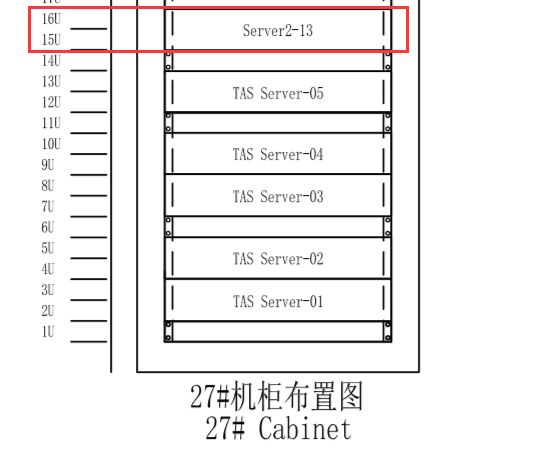 16U
Server2-13
15U
14U
13U
TAS Server-05
12U
11U
10U
TAS Server-04
9U
8U
TAS Server-03
7U
6U
5U
TAS Server-02
4U
3U
TAS Server-01
2U
1U
27#机柜布置图
27# Cabinet